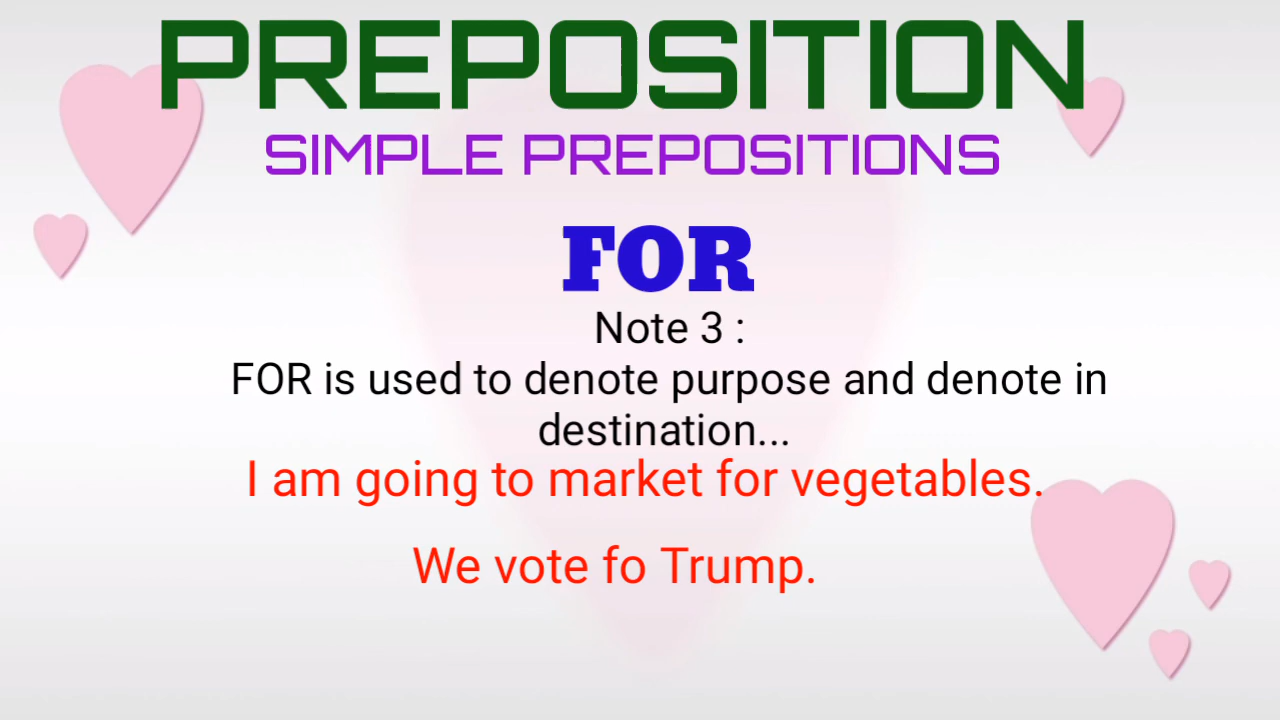 PREPOSITION
SIMPLE PREPOSITIONS
FOR
Note 3 :
FOR is used to denote purpose and denote in
destination...
I am going to market for vegetables.
We vote fo Trump.